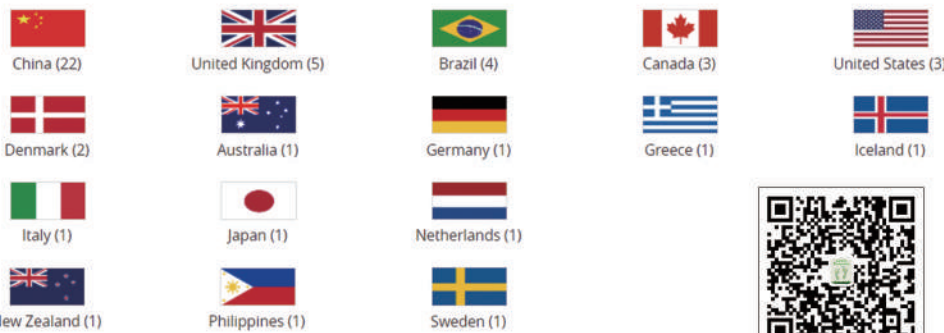 China (22) United Kingdom (5) Brazil (4) Canada (3) United States (3)
Denmark (2) Australia (1) Germany (1) Greece (1) Iceland (1)
Italy (1) Japan (1) Netherlands (1)
New Zealand (1) Philippines (1) Sweden (1)